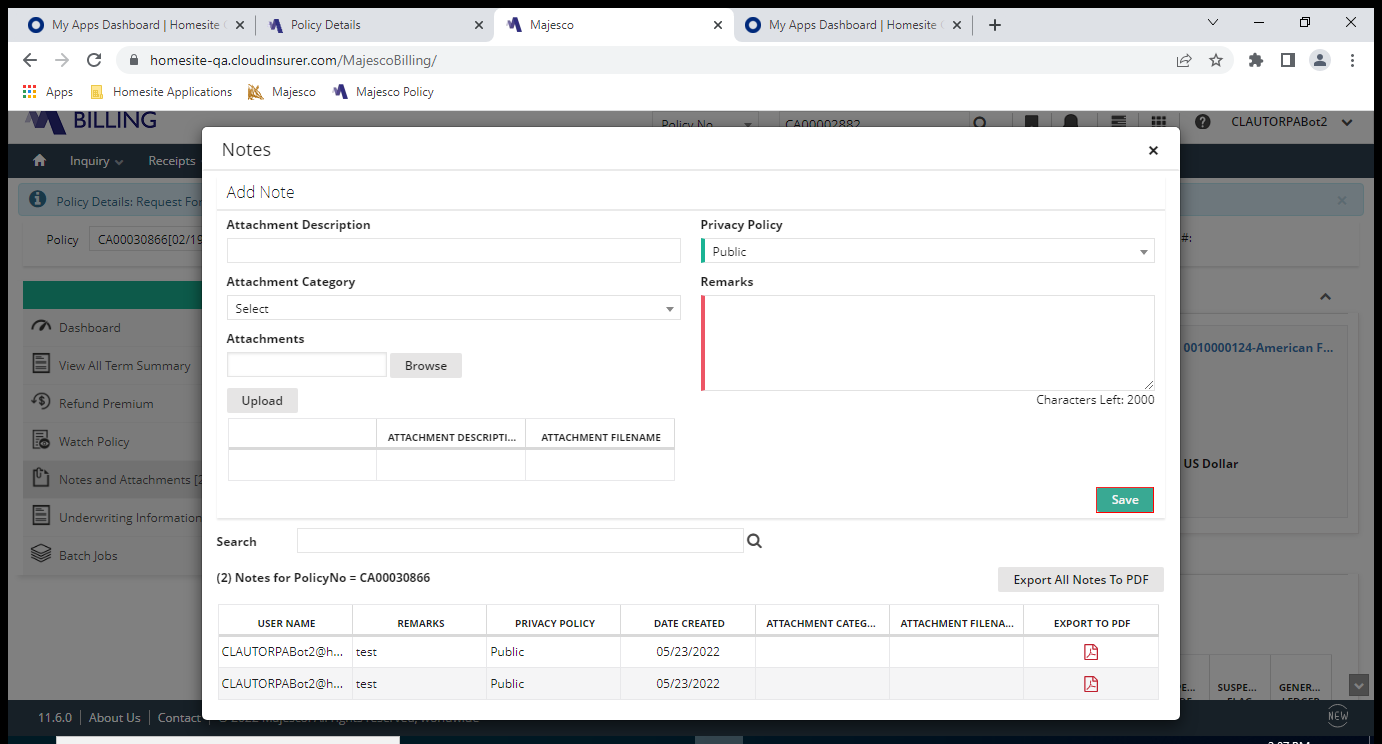 My Apps Dashboard | Homesite
Policy Details
Majesco
My Apps Dashboard | Homesite
homesite-qa.cloudinsurer.com/MajescoBilling/
Apps
Homesite Applications
Majesco
Majesco Policy
BILLING
Policy No
CA00002882
CLAUTORPABot2
Inquiry
Receipts
Policy Details: Request For
Policy
CA00030866[02/19
#:
Dashboard
View All Term Summary
Refund Premium
Watch Policy
Notes and Attachments [2
Underwriting Information
Batch Jobs
0010000124-American F...
US Dollar
Notes
Add Note
Attachment Description
Privacy Policy
Public
Attachment Category
Select
Remarks
Attachments
Browse
Characters Left: 2000
Upload
ATTACHMENT DESCRIPTI... ATTACHMENT FILENAME
Save
Search
(2) Notes for PolicyNo = CA00030866
Export All Notes To PDF
USER NAME REMARKS PRIVACY POLICY DATE CREATED ATTACHMENT CATEG... ATTACHMENT FILENA... EXPORT TO PDF
CLAUTORPABot2@h... test Public 05/23/2022
CLAUTORPABot2@h... test Public 05/23/2022
SUSPE... GENER...
11.6.0 About Us Contact
NEW